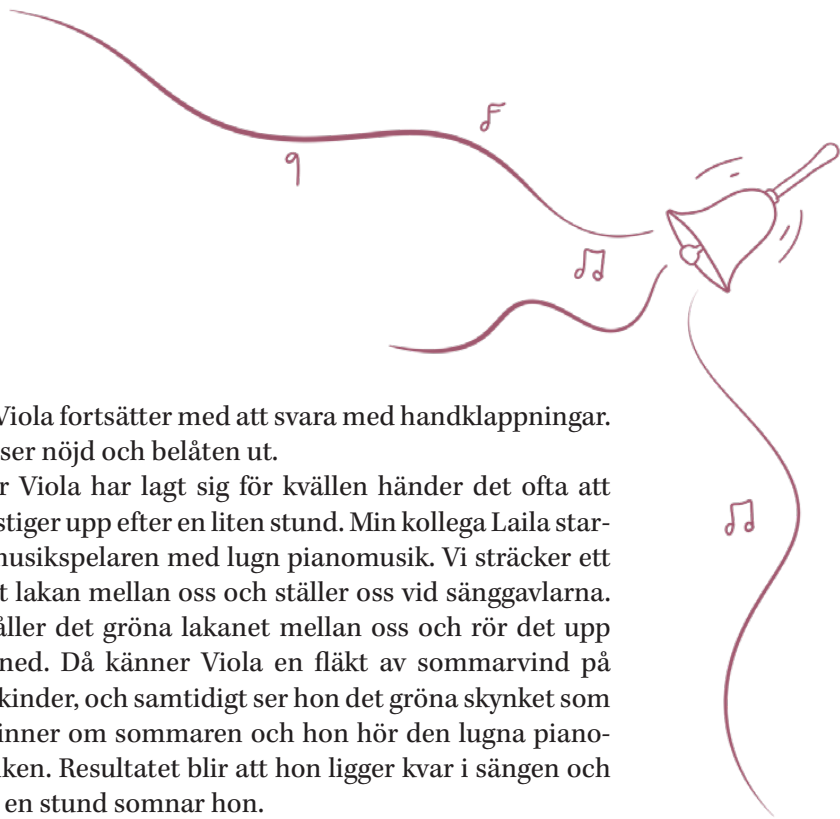 Viola fortsätter med att svara med handklappningar.
ser nöjd och belåten ut.
r Viola har lagt sig för kvällen händer det ofta att
stiger upp efter en liten stund. Min kollega Laila star-
musikspelaren med lugn pianomusik. Vi sträcker ett
t lakan mellan oss och ställer oss vid sänggavlarna.
åller det gröna lakanet mellan oss och rör det upp
ned. Då känner Viola en fläkt av sommarvind på
kinder, och samtidigt ser hon det gröna skynket som
inner om sommaren och hon hör den lugna piano-
iken. Resultatet blir att hon ligger kvar i sängen och
en stund somnar hon.